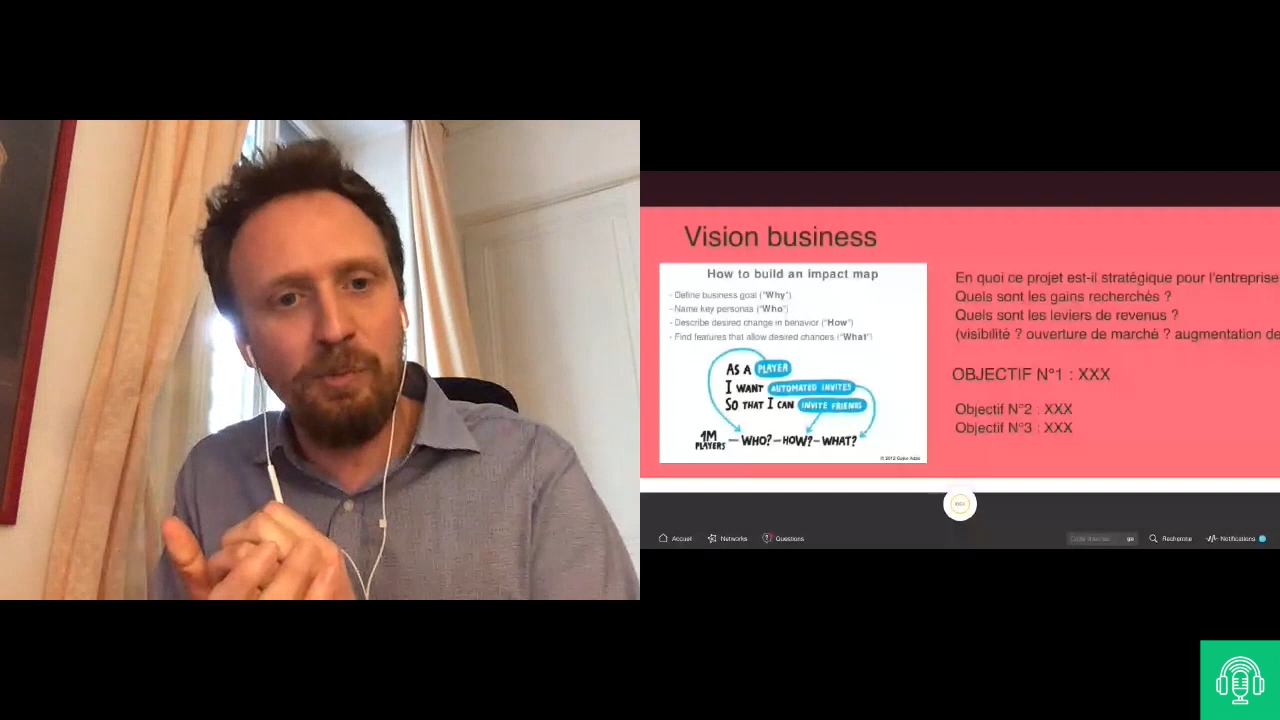 Vision business
How to build an impact map
- Define business goal ("Why")
- Name key personas ("Who")
- Describe desired change in behavior ("How")
- Find features that allow desired chances ("What")
AS A PLAYER
I WANT AUTOMATED INVITES
SO THAT I CAN INVITE FRIENDS
1M PLAYERS — WHO? — HOW? — WHAT?
En quoi ce projet est-il stratégique pour l'entreprise
Quels sont les gains recherchés ?
Quels sont les leviers de revenus ?
(visibilité ? ouverture de marché ? augmentation de
OBJECTIF N°1 : XXX
Objectif N°2 : XXX
Objectif N°3 : XXX
Accueil
Networks
Questions
go
Recherche
Notifications